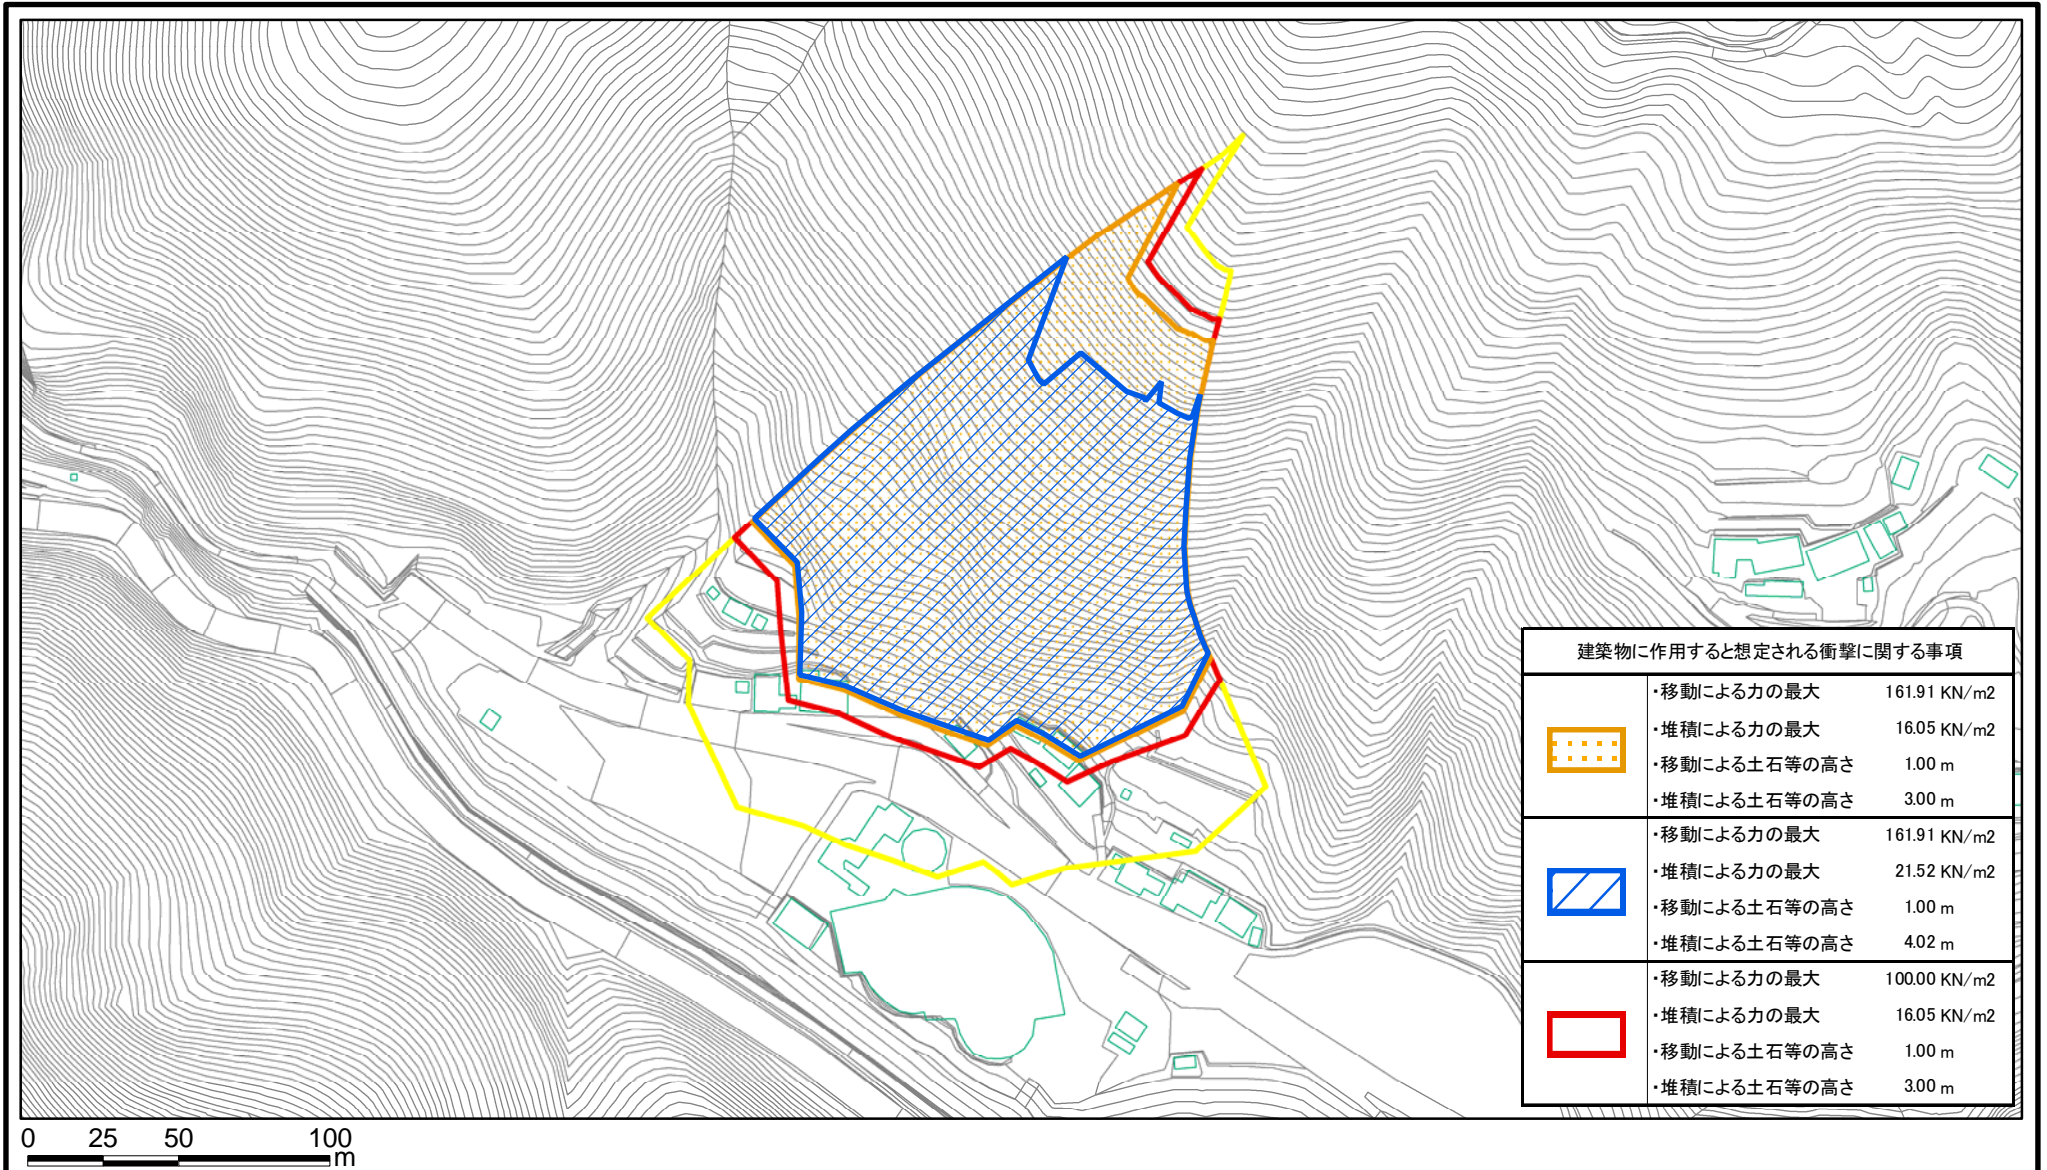 建築物に作用すると想定される衝撃に関する事項
・移動による力の最大 161.91 KN/m2
・堆積による力の最大 16.05 KN/m2
・移動による土石等の高さ 1.00 m
・堆積による土石等の高さ 3.00 m
・移動による力の最大 161.91 KN/m2
・堆積による力の最大 21.52 KN/m2
・移動による土石等の高さ 1.00 m
・堆積による土石等の高さ 4.02 m
・移動による力の最大 100.00 KN/m2
・堆積による力の最大 16.05 KN/m2
・移動による土石等の高さ 1.00 m
・堆積による土石等の高さ 3.00 m
0 25 50 100
m